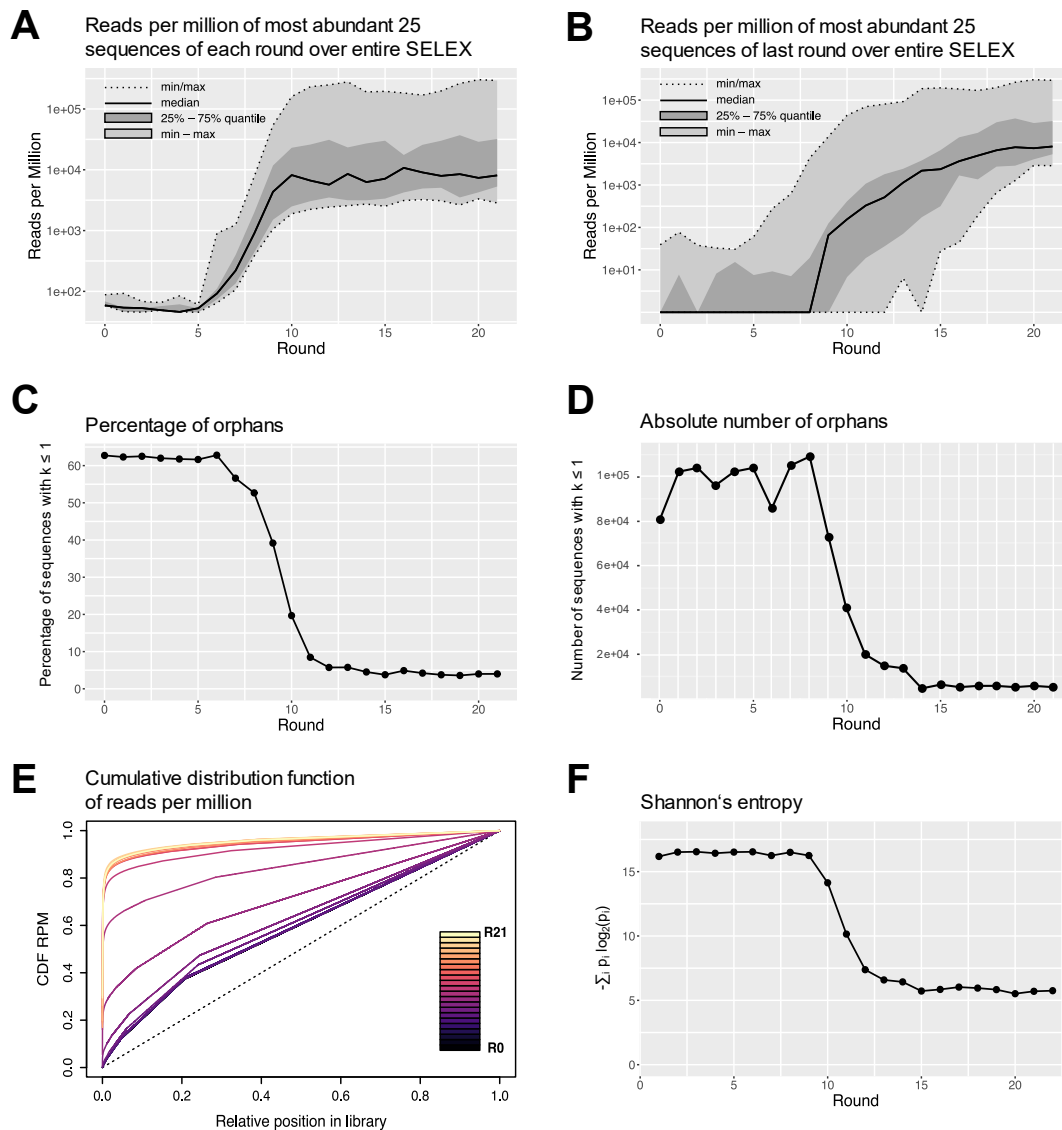 A
Reads per million of most abundant 25
sequences of each round over entire SELEX
min/max
median
25% – 75% quantile
min – max
1e+05
1e+04
1e+03
1e+02
Reads per Million
0 5 10 15 20
Round
B
Reads per million of most abundant 25
sequences of last round over entire SELEX
min/max
median
25% – 75% quantile
min – max
1e+05
1e+04
1e+03
1e+02
1e+01
Reads per Million
0 5 10 15 20
Round
C
Percentage of orphans
60
50
40
30
20
10
0
Percentage of sequences with k ≤ 1
0 5 10 15 20
Round
D
Absolute number of orphans
1e+05
8e+04
6e+04
4e+04
2e+04
Number of sequences with k ≤ 1
0 5 10 15 20
Round
E
Cumulative distribution function
of reads per million
1.0
0.8
0.6
0.4
0.2
0.0
CDF RPM
R21
R0
0.0 0.2 0.4 0.6 0.8 1.0
Relative position in library
F
Shannon‘s entropy
15
10
5
0
-Σᵢ pᵢ log₂(pᵢ)
0 5 10 15 20
Round